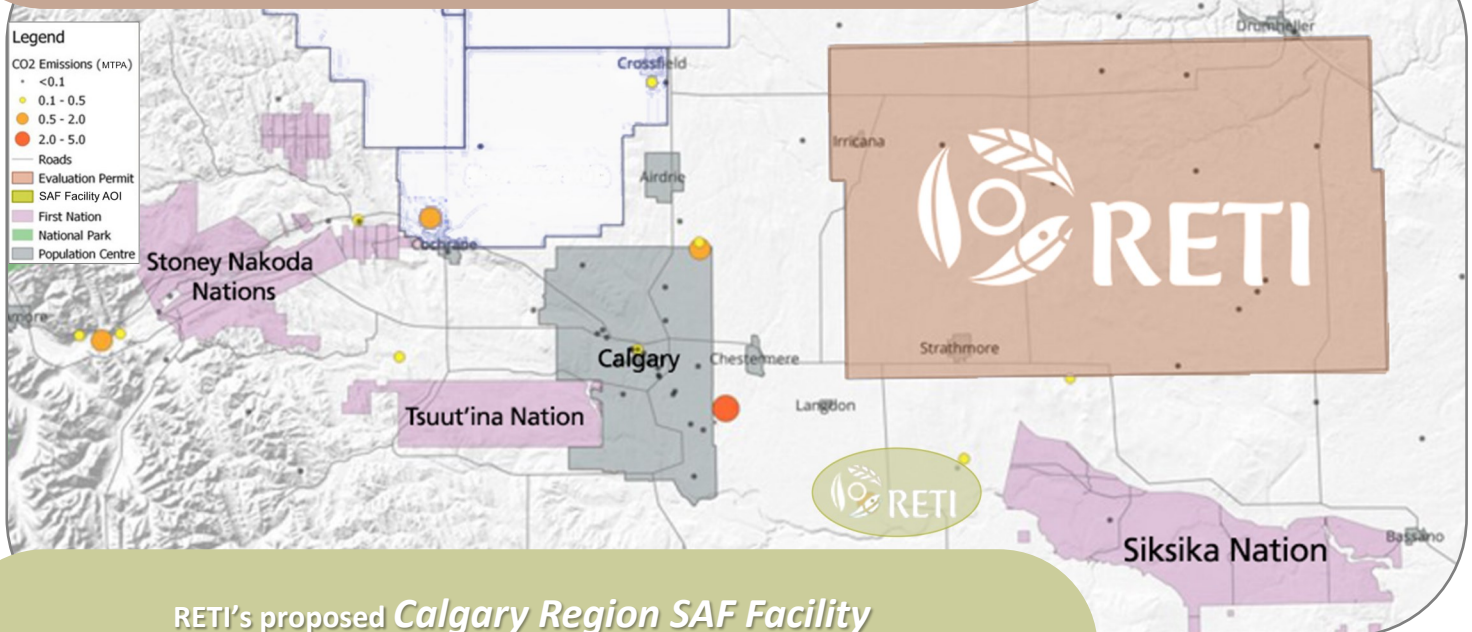 Legend
CO2 Emissions (MTPA)
<0.1
0.1 - 0.5
0.5 - 2.0
2.0 - 5.0
Roads
Evaluation Permit
SAF Facility AOI
First Nation
National Park
Population Centre
Drumheller
Crossfield
Irricana
Airdrie
RETI
Cochrane
Stoney Nakoda
Nations
more
Calgary
Chestermere
Strathmore
Tsuut'ina Nation
Langdon
RETI
Siksika Nation
Bassano
RETI's proposed Calgary Region SAF Facility